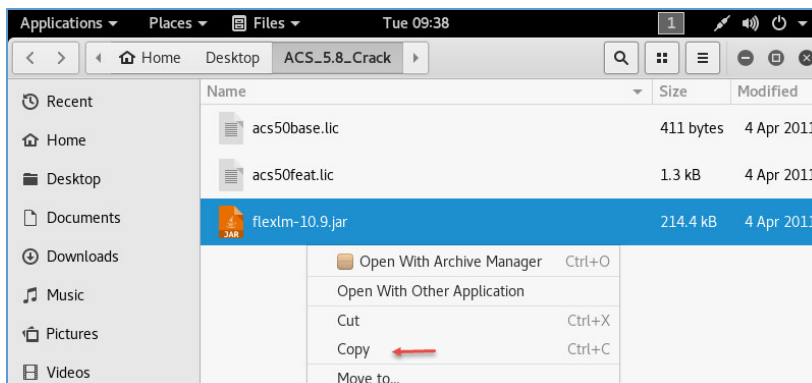 Applications Places Files Tue 09:38 1
Home Desktop ACS_5.8_Crack
Name Size Modified
Recent
acs50base.lic 411 bytes 4 Apr 2011
Home
acs50feat.lic 1.3 kB 4 Apr 2011
Desktop
Documents
JAR flexlm-10.9.jar 214.4 kB 4 Apr 2011
Downloads
Open With Archive Manager Ctrl+O
Music
Open With Other Application
Cut Ctrl+X
Pictures
Copy Ctrl+C
Videos
Move to...